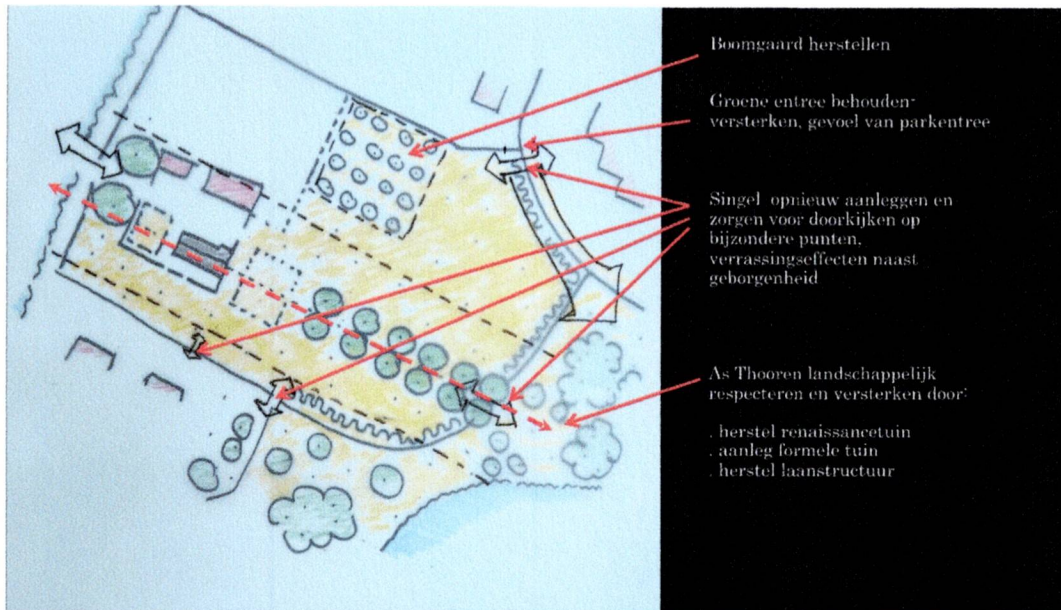 Boomgaard herstellen
Groene entree behouden-
versterken, gevoel van parkentree
Singel opnieuw aanleggen en
zorgen voor doorkijken op
bijzondere punten,
verrassingseffecten naast
geborgenheid
As Thooren landschappelijk
respecteren en versterken door:
. herstel renaissancetuin
. aanleg formele tuin
. herstel laanstructuur